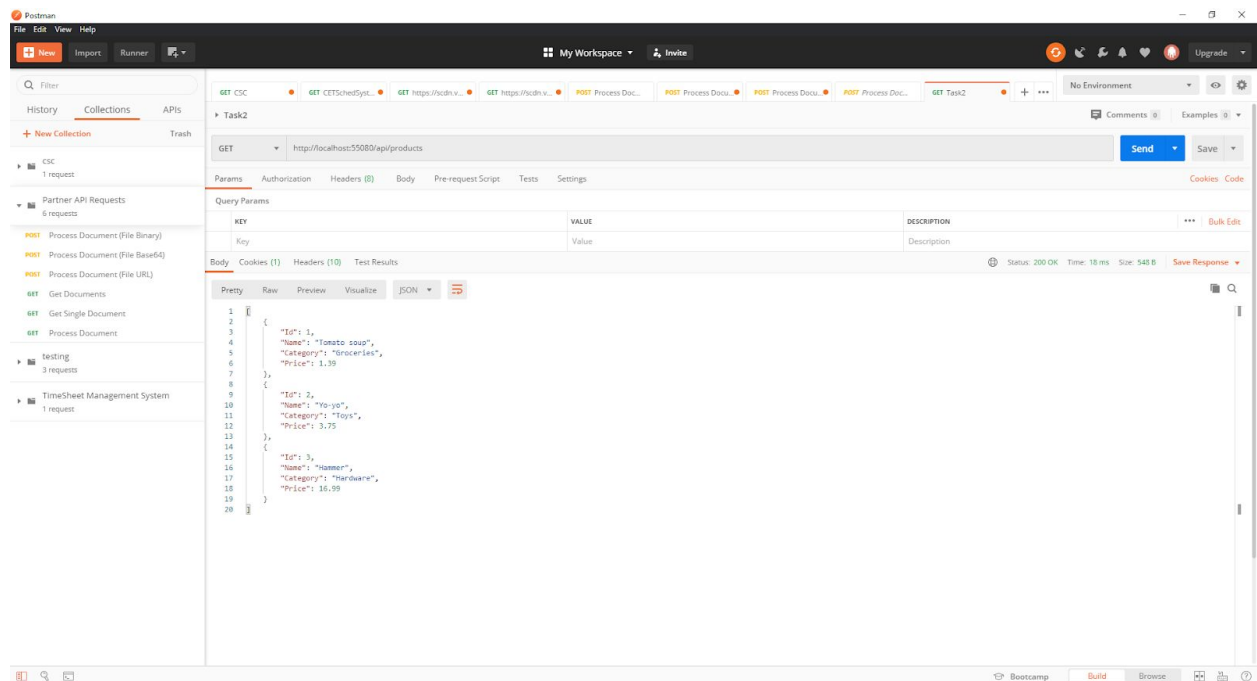 Postman
File Edit View Help
New Import Runner My Workspace Invite Upgrade
Filter
History Collections APIs
+ New Collection Trash
CSC
1 request
Partner API Requests
6 requests
POST Process Document (File Binary)
POST Process Document (File Base64)
POST Process Document (File URL)
GET Get Documents
GET Get Single Document
GET Process Document
testing
3 requests
TimeSheet Management System
1 request
GET CSC GET CETSchedSyst... GET https://scdn.v... GET https://scdn.v... POST Process Doc... POST Process Docu... POST Process Docu... POST Process Doc... GET Task2 + ••• No Environment
Task2 Comments 0 Examples 0
GET http://localhost:55080/api/products Send Save
Params Authorization Headers (8) Body Pre-request Script Tests Settings Cookies Code
Query Params
KEY VALUE DESCRIPTION ••• Bulk Edit
Key Value Description
Body Cookies (1) Headers (10) Test Results Status: 200 OK Time: 18 ms Size: 548 B Save Response
Pretty Raw Preview Visualize JSON
1 [
2 {
3 "Id": 1,
4 "Name": "Tomato soup",
5 "Category": "Groceries",
6 "Price": 1.39
7 },
8 {
9 "Id": 2,
10 "Name": "Yo-yo",
11 "Category": "Toys",
12 "Price": 3.75
13 },
14 {
15 "Id": 3,
16 "Name": "Hammer",
17 "Category": "Hardware",
18 "Price": 16.99
19 }
20 ]
Bootcamp Build Browse